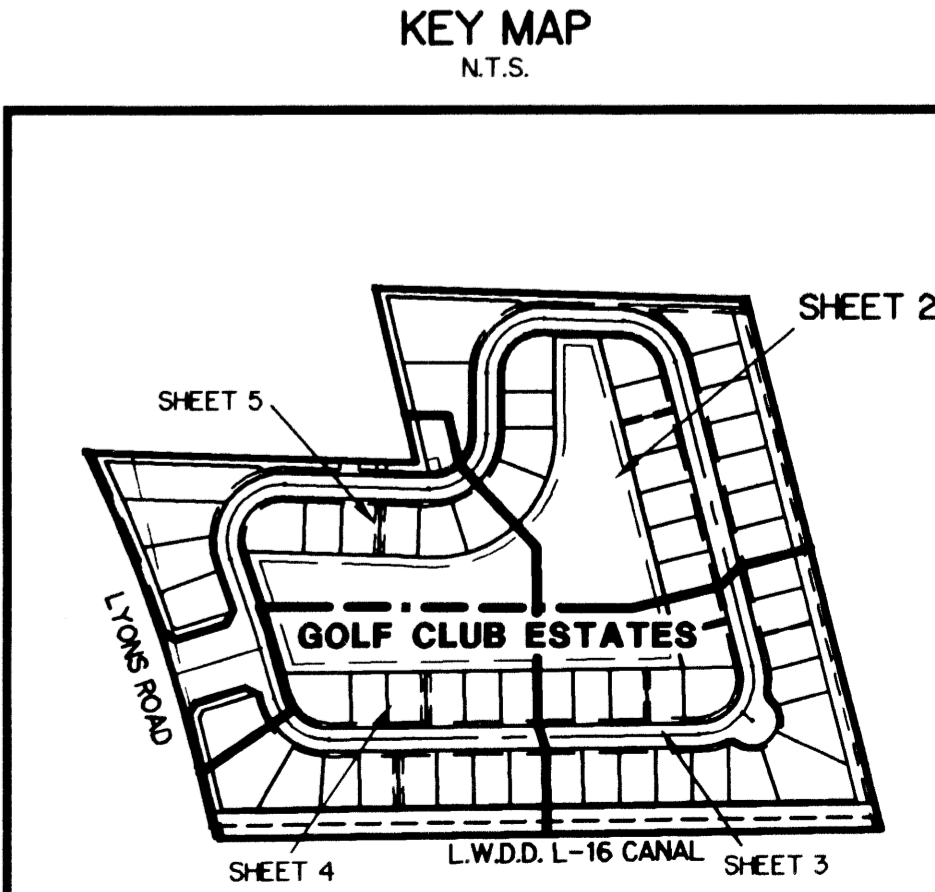 KEY MAP
N.T.S.
SHEET 2
SHEET 5
LYONS ROAD
GOLF CLUB ESTATES
L.W.D.D. L-16 CANAL
SHEET 4
SHEET 3